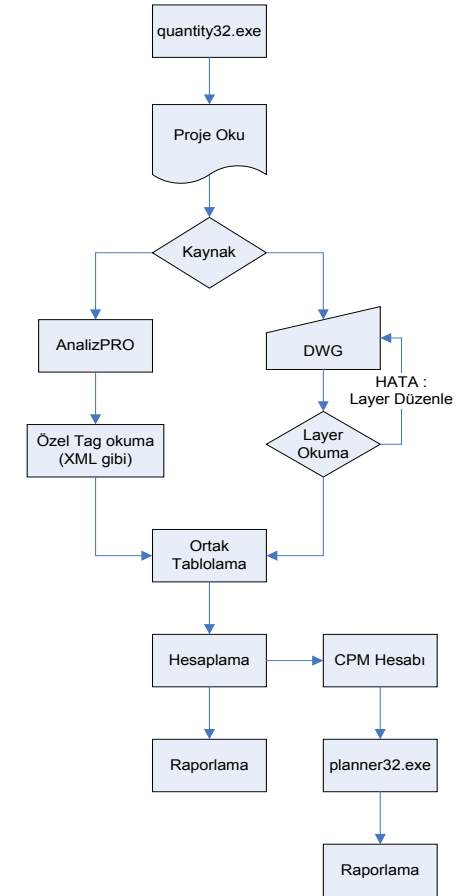 quantity32.exe
Proje Oku
Kaynak
AnalizPRO
DWG
HATA :
Layer Düzenle
Özel Tag okuma
(XML gibi)
Layer
Okuma
Ortak
Tablolama
Hesaplama
CPM Hesabı
Raporlama
planner32.exe
Raporlama